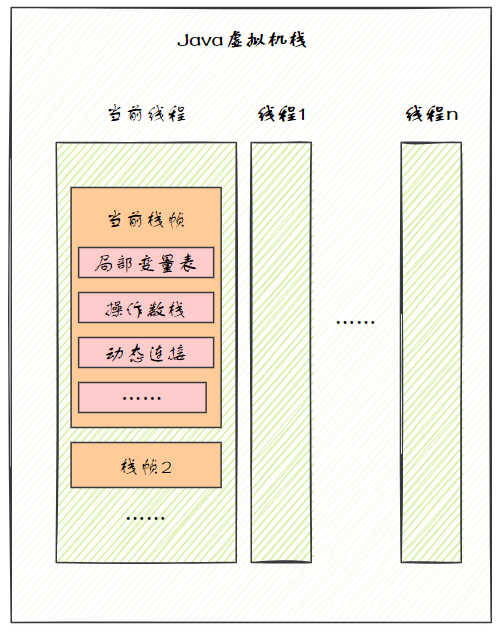 Java虚拟机栈
当前线程
线程1
线程n
当前栈帧
局部变量表
操作数栈
动态连接
……
栈帧2
……
……